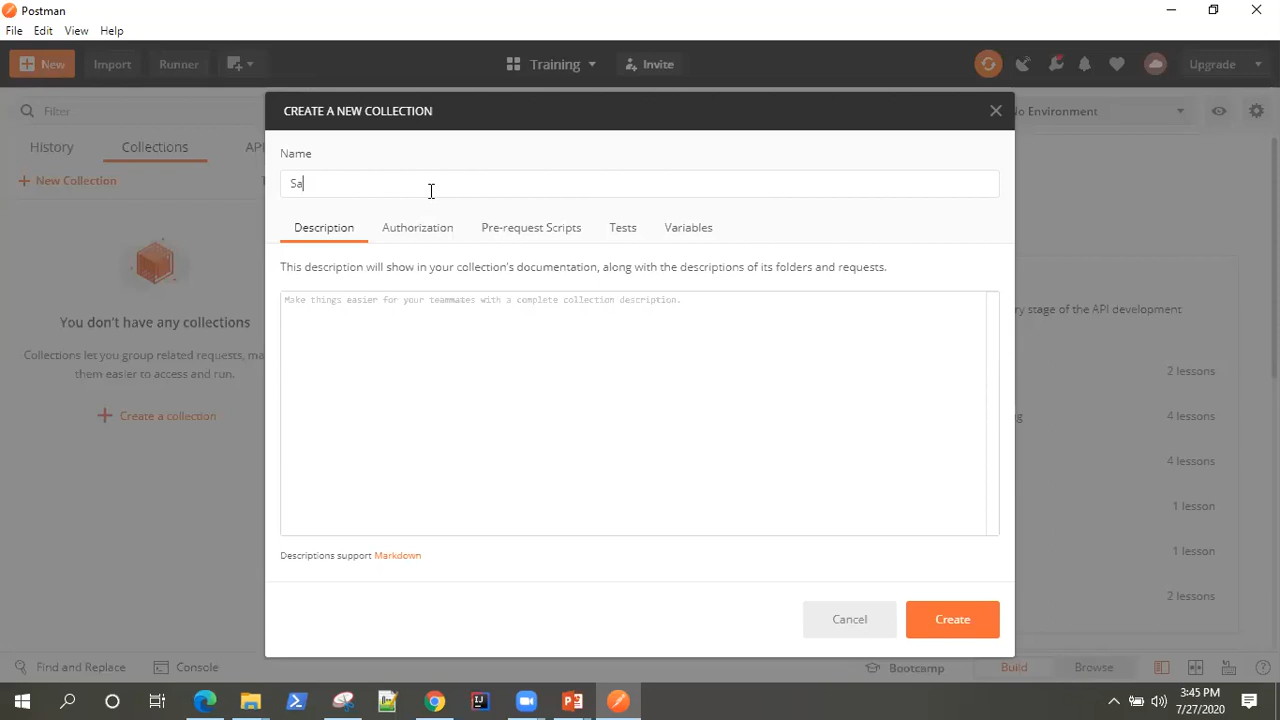 Postman
File Edit View Help
New Import Runner Training Invite Upgrade
Filter
History Collections API
New Collection
You don't have any collections
Collections let you group related requests, ma
them easier to access and run.
Create a collection
CREATE A NEW COLLECTION
Name
Sa
Description Authorization Pre-request Scripts Tests Variables
This description will show in your collection's documentation, along with the descriptions of its folders and requests.
Make things easier for your teammates with a complete collection description.
Descriptions support Markdown
Cancel Create
o Environment
ry stage of the API development
2 lessons
4 lessons
4 lessons
1 lesson
1 lesson
2 lessons
Find and Replace Console Bootcamp Build Browse
3:45 PM
7/27/2020